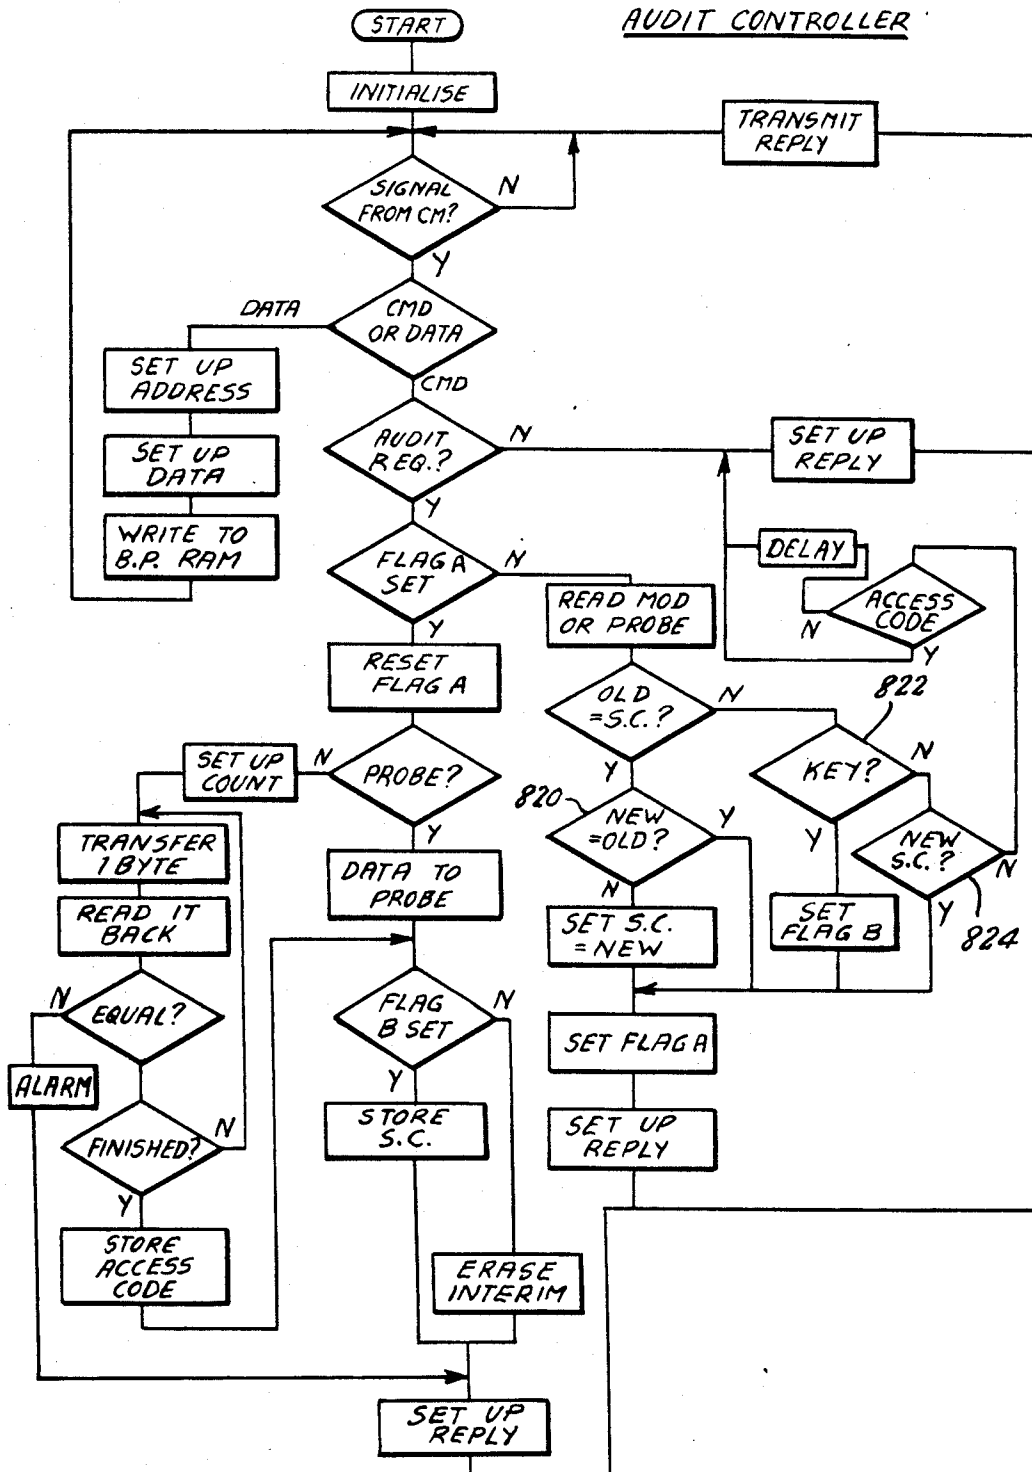 START
AUDIT CONTROLLER
INITIALISE
TRANSMIT
REPLY
SIGNAL
FROM CM?
N
Y
CMD
OR DATA
DATA
CMD
SET UP
ADDRESS
SET UP
DATA
WRITE TO
B.P. RAM
AUDIT
REQ.?
N
Y
SET UP
REPLY
FLAG A
SET
N
Y
DELAY
ACCESS
CODE
N
Y
READ MOD
OR PROBE
RESET
FLAG A
OLD
=S.C.?
N
Y
822
KEY?
N
Y
PROBE?
N
Y
SET UP
COUNT
820
NEW
=OLD?
Y
N
NEW
S.C.?
N
Y
824
TRANSFER
1 BYTE
READ IT
BACK
DATA TO
PROBE
SET S.C.
=NEW
SET
FLAG B
EQUAL?
N
ALARM
FLAG
B SET
N
Y
SET FLAG A
FINISHED?
N
Y
STORE
S.C.
SET UP
REPLY
STORE
ACCESS
CODE
ERASE
INTERIM
SET UP
REPLY